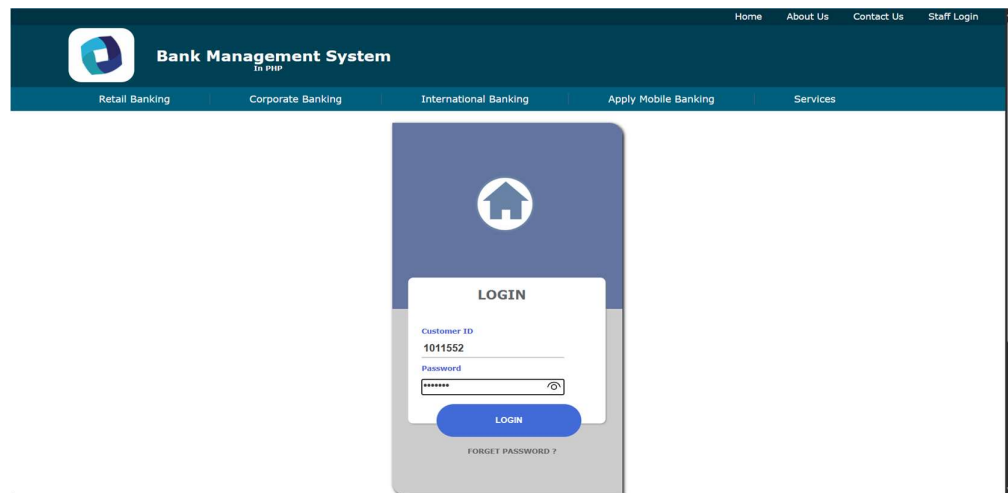 Home About Us Contact Us Staff Login
Bank Management System
In PHP
Retail Banking Corporate Banking International Banking Apply Mobile Banking Services
LOGIN
Customer ID
1011552
Password
•••••••
LOGIN
FORGET PASSWORD ?